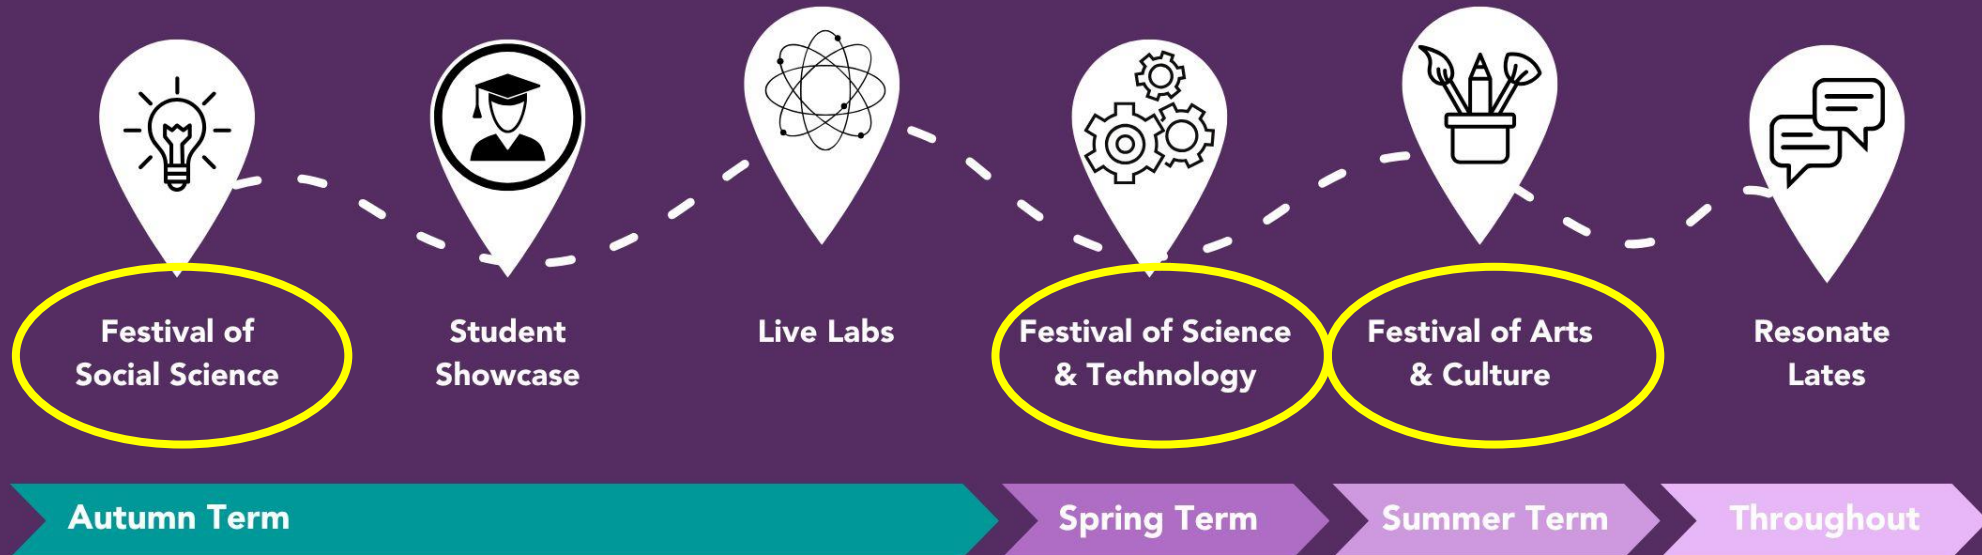 Festival of
Social Science
Student
Showcase
Live Labs
Festival of Science
& Technology
Festival of Arts
& Culture
Resonate
Lates
Autumn Term
Spring Term
Summer Term
Throughout